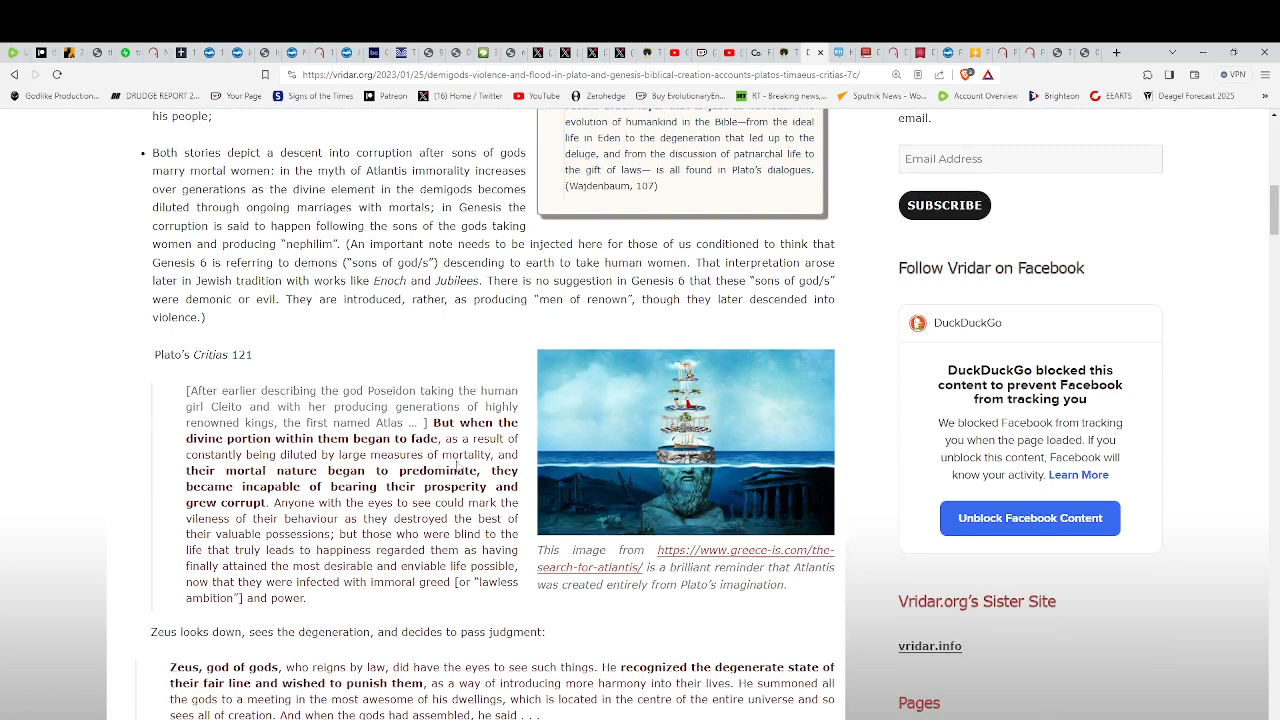 2
Co.
T
https://vridar.org/2023/01/25/demigods-violence-and-flood-in-plato-and-genesis-biblical-creation-accounts-platos-timaeus-critias-7c/
VPN
Godlike Production...
DRUDGE REPORT 2...
Your Page
Signs of the Times
Patreon
(16) Home / Twitter
YouTube
Zerohedge
Buy EvolutionaryEn...
RT - Breaking news,...
Sputnik News - Wo...
Account Overview
Brighteon
EEARTS
Deagel Forecast 2025...
his people;
Both stories depict a descent into corruption after sons of gods
marry mortal women: in the myth of Atlantis immorality increases
over generations as the divine element in the demigods becomes
diluted through ongoing marriages with mortals; in Genesis the
corruption is said to happen following the sons of the gods taking
women and producing “nephilim”. (An important note needs to be injected here for those of us conditioned to think that
Genesis 6 is referring to demons (“sons of god/s”) descending to earth to take human women. That interpretation arose
later in Jewish tradition with works like Enoch and Jubilees. There is no suggestion in Genesis 6 that these “sons of god/s”
were demonic or evil. They are introduced, rather, as producing “men of renown”, though they later descended into
violence.)
evolution of humankind in the Bible—from the ideal
life in Eden to the degeneration that led up to the
deluge, and from the discussion of patriarchal life to
the gift of laws— is all found in Plato’s dialogues.
(Wajdenbaum, 107)
Plato’s Critias 121
[After earlier describing the god Poseidon taking the human
girl Cleito and with her producing generations of highly
renowned kings, the first named Atlas ... ] But when the
divine portion within them began to fade, as a result of
constantly being diluted by large measures of mortality, and
their mortal nature began to predominate, they
became incapable of bearing their prosperity and
grew corrupt. Anyone with the eyes to see could mark the
vileness of their behaviour as they destroyed the best of
their valuable possessions; but those who were blind to the
life that truly leads to happiness regarded them as having
finally attained the most desirable and enviable life possible,
now that they were infected with immoral greed [or “lawless
ambition”] and power.
This image from https://www.greece-is.com/the-
search-for-atlantis/ is a brilliant reminder that Atlantis
was created entirely from Plato’s imagination.
Zeus looks down, sees the degeneration, and decides to pass judgment:
Zeus, god of gods, who reigns by law, did have the eyes to see such things. He recognized the degenerate state of
their fair line and wished to punish them, as a way of introducing more harmony into their lives. He summoned all
the gods to a meeting in the most awesome of his dwellings, which is located in the centre of the entire universe and so
sees all of creation. And when the gods had assembled, he said . . .
email.
Email Address
SUBSCRIBE
Follow Vridar on Facebook
DuckDuckGo
DuckDuckGo blocked this
content to prevent Facebook
from tracking you
We blocked Facebook from tracking
you when the page loaded. If you
unblock this content, Facebook will
know your activity. Learn More
Unblock Facebook Content
Vridar.org’s Sister Site
vridar.info
Pages